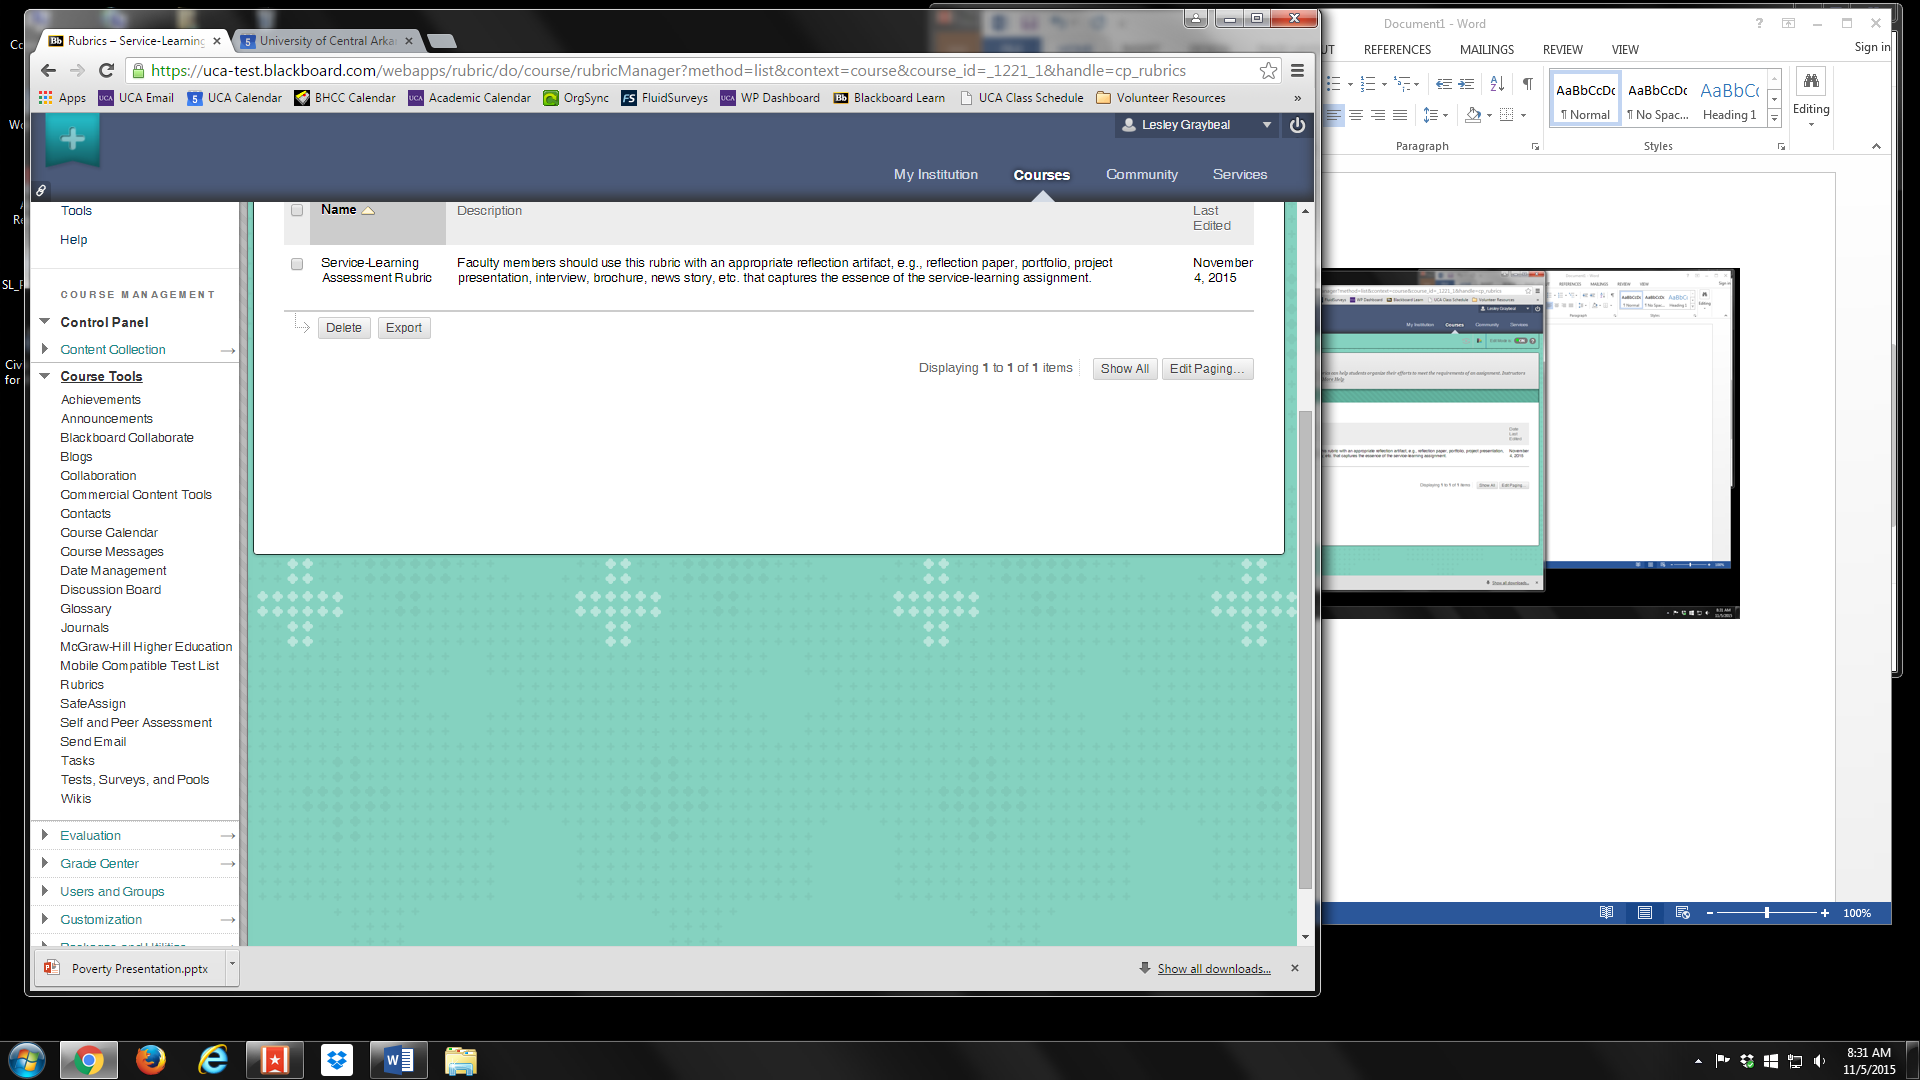 Rubrics – Service-Learning
University of Central Arka
https://uca-test.blackboard.com/webapps/rubric/do/course/rubricManager?method=list&context=course&course_id=_1221_1&handle=cp_rubrics
Apps UCA Email UCA Calendar BHCC Calendar Academic Calendar OrgSync FluidSurveys WP Dashboard Blackboard Learn UCA Class Schedule Volunteer Resources »
Lesley Graybeal
My Institution Courses Community Services
Tools
Help
COURSE MANAGEMENT
Control Panel
Content Collection
Course Tools
Achievements
Announcements
Blackboard Collaborate
Blogs
Collaboration
Commercial Content Tools
Contacts
Course Calendar
Course Messages
Date Management
Discussion Board
Glossary
Journals
McGraw-Hill Higher Education
Mobile Compatible Test List
Rubrics
SafeAssign
Self and Peer Assessment
Send Email
Tasks
Tests, Surveys, and Pools
Wikis
Evaluation
Grade Center
Users and Groups
Customization
Name Description Last
Edited
Service-Learning
Assessment Rubric
Faculty members should use this rubric with an appropriate reflection artifact, e.g., reflection paper, portfolio, project
presentation, interview, brochure, news story, etc. that captures the essence of the service-learning assignment.
November
4, 2015
Delete Export
Displaying 1 to 1 of 1 items Show All Edit Paging...
Poverty Presentation.pptx
Show all downloads...
Document1 - Word
REFERENCES MAILINGS REVIEW VIEW
Sign in
AaBbCcDc AaBbCcDc AaBbCc
¶ Normal ¶ No Spac... Heading 1
Editing
Paragraph Styles
100%
8:31 AM
11/5/2015